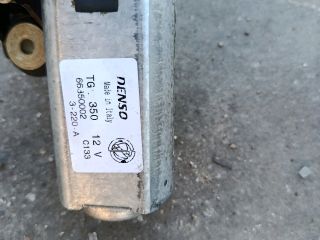 DENSO
Made in Italy
TG. 350 12 V
66350002 C133
3-220-A